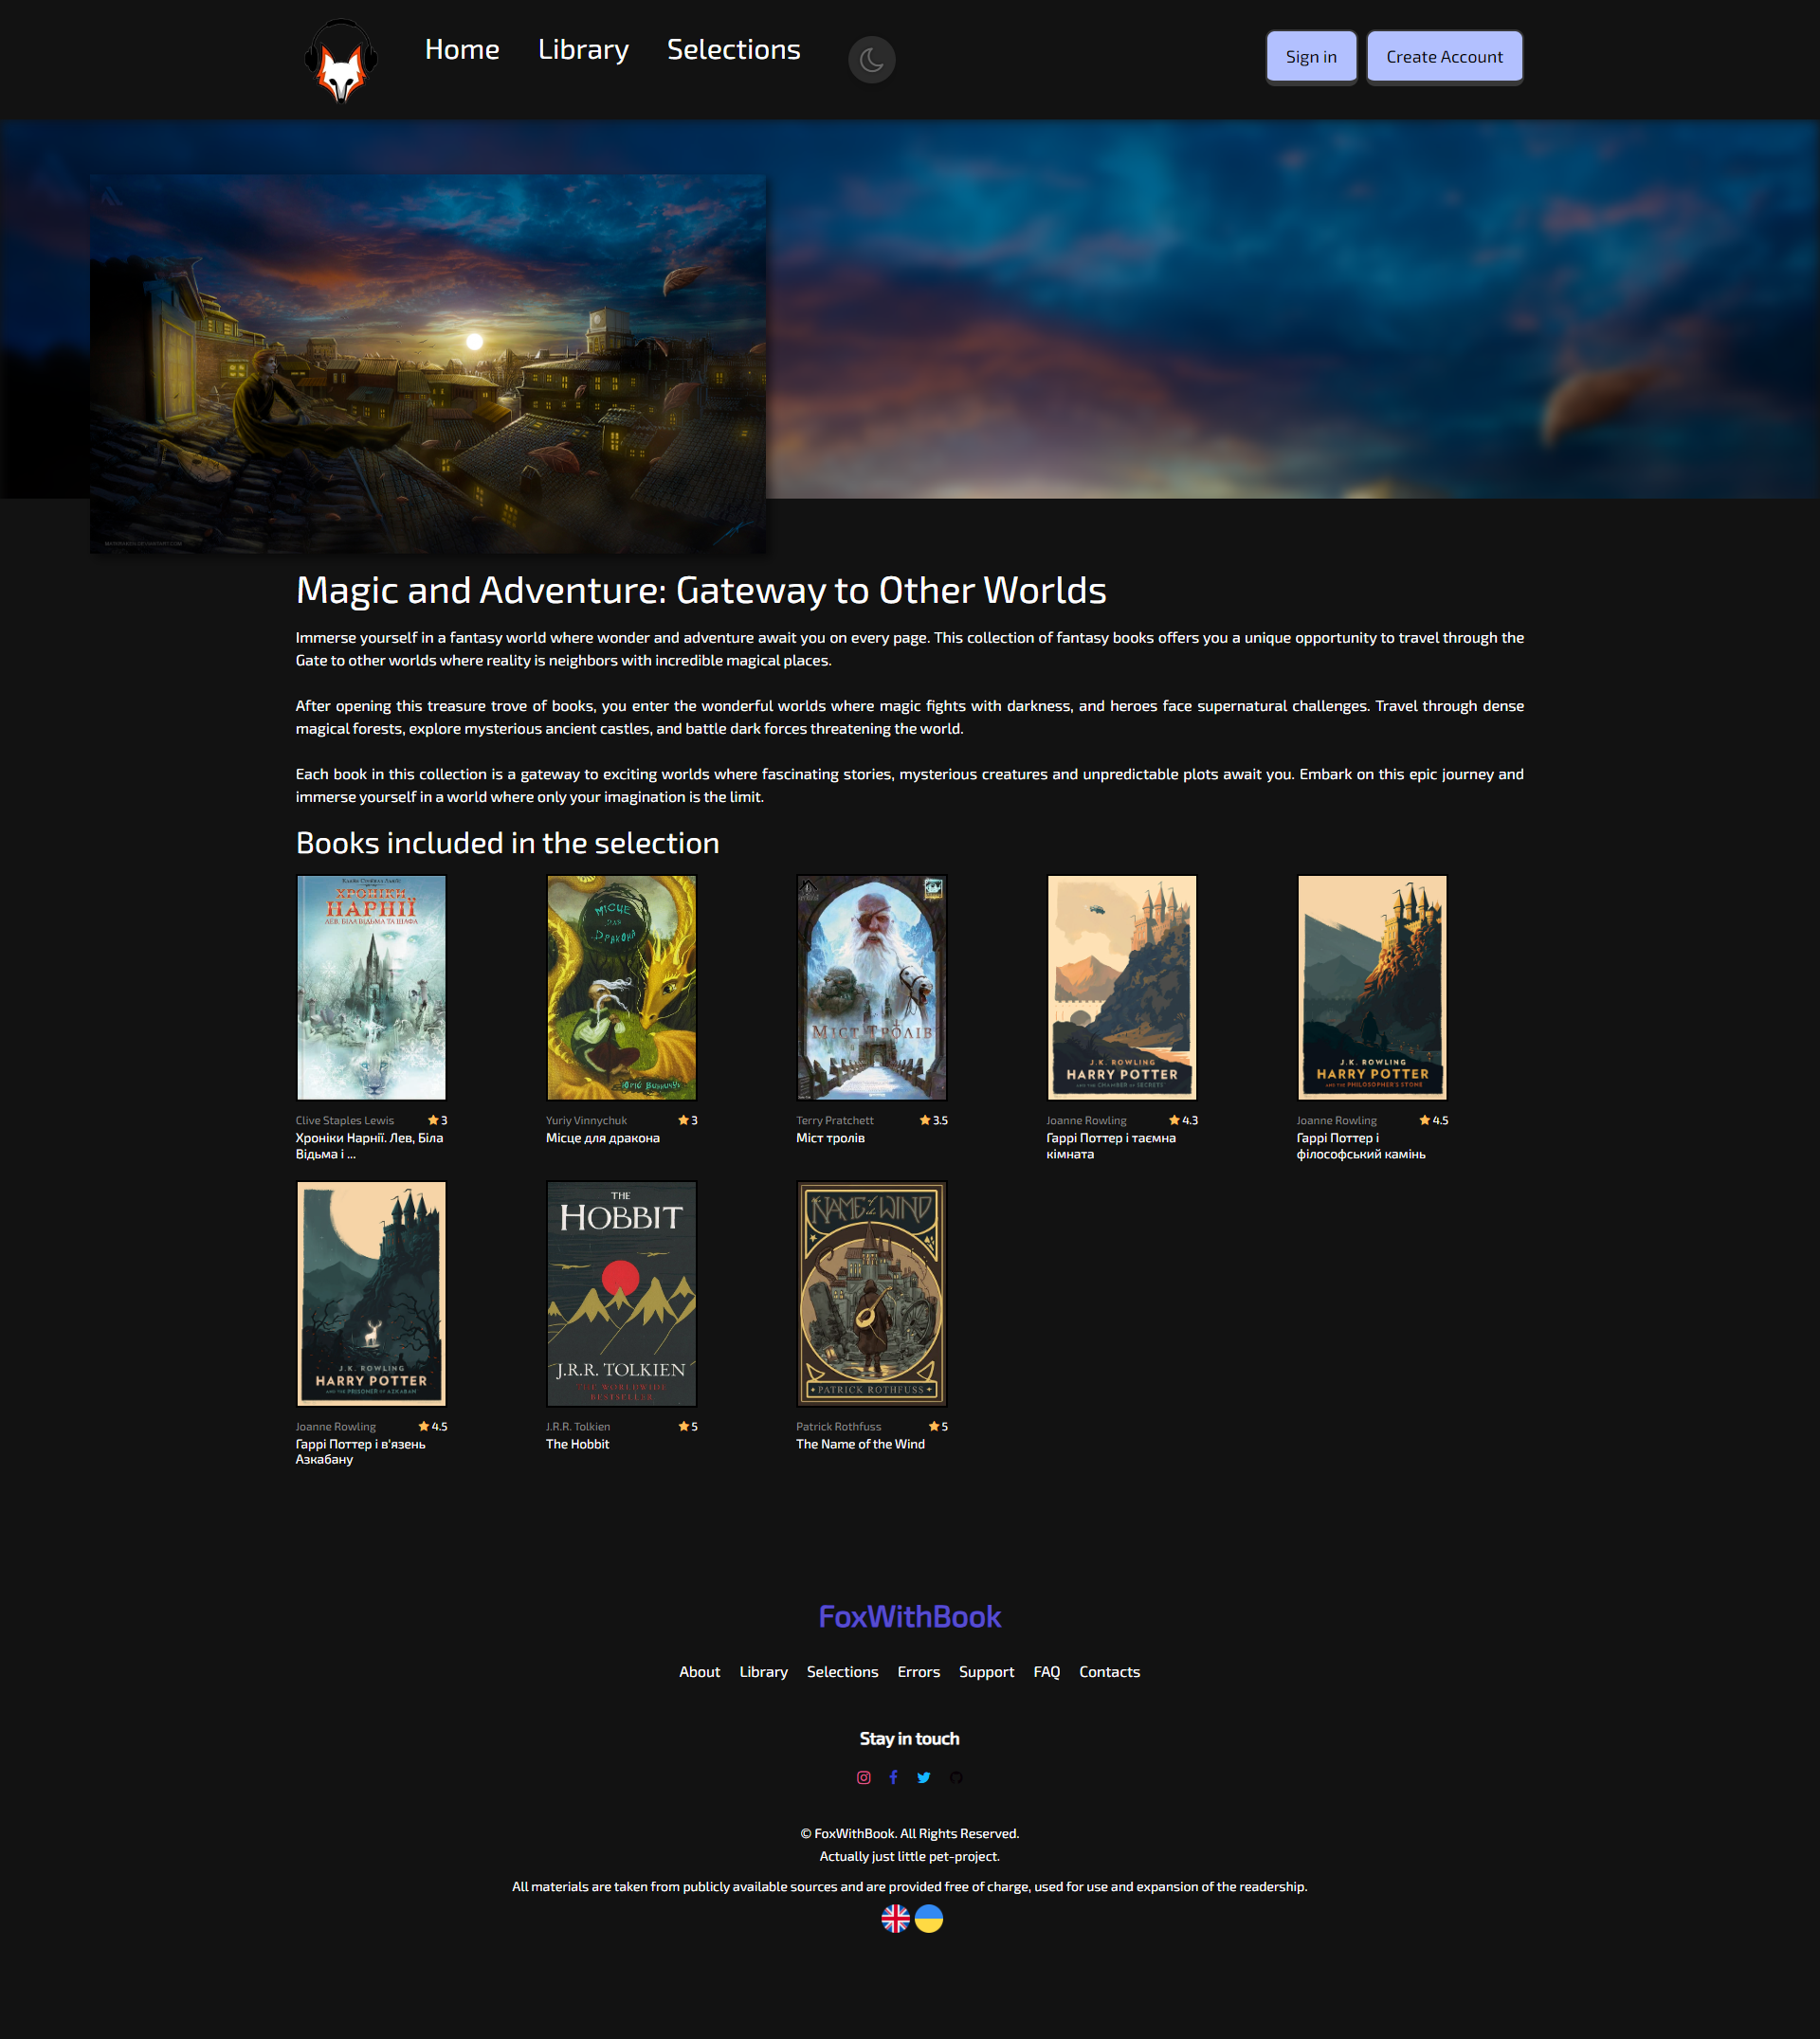 Home Library Selections
Sign in Create Account
Magic and Adventure: Gateway to Other Worlds
Immerse yourself in a fantasy world where wonder and adventure await you on every page. This collection of fantasy books offers you a unique opportunity to travel through the
Gate to other worlds where reality is neighbors with incredible magical places.
After opening this treasure trove of books, you enter the wonderful worlds where magic fights with darkness, and heroes face supernatural challenges. Travel through dense
magical forests, explore mysterious ancient castles, and battle dark forces threatening the world.
Each book in this collection is a gateway to exciting worlds where fascinating stories, mysterious creatures and unpredictable plots await you. Embark on this epic journey and
immerse yourself in a world where only your imagination is the limit.
Books included in the selection
ХРОНІКИ
НАРНІЇ
ЛЕВ, БІЛА ВІДЬМА ТА ШАФА
МІСЦЕ
ДЛЯ
ДРАКОНА
Юрій Винничук
МІСТ ТРОЛІВ
J.K. ROWLING
HARRY POTTER
AND THE CHAMBER OF SECRETS
J.K. ROWLING
HARRY POTTER
AND THE PHILOSOPHER'S STONE
Clive Staples Lewis 3
Хроніки Нарнії. Лев, Біла
Відьма і ...
Yuriy Vinnychuk 3
Місце для дракона
Terry Pratchett 3.5
Міст тролів
Joanne Rowling 4.3
Гаррі Поттер і таємна
кімната
Joanne Rowling 4.5
Гаррі Поттер і
філософський камінь
J.K. ROWLING
HARRY POTTER
AND THE PRISONER OF AZKABAN
THE
HOBBIT
J.R.R. TOLKIEN
THE WORLDWIDE
BESTSELLER
THE NAME of the WIND
PATRICK ROTHFUSS
Joanne Rowling 4.5
Гаррі Поттер і в'язень
Азкабану
J.R.R. Tolkien 5
The Hobbit
Patrick Rothfuss 5
The Name of the Wind
FoxWithBook
About Library Selections Errors Support FAQ Contacts
Stay in touch
© FoxWithBook. All Rights Reserved.
Actually just little pet-project.
All materials are taken from publicly available sources and are provided free of charge, used for use and expansion of the readership.